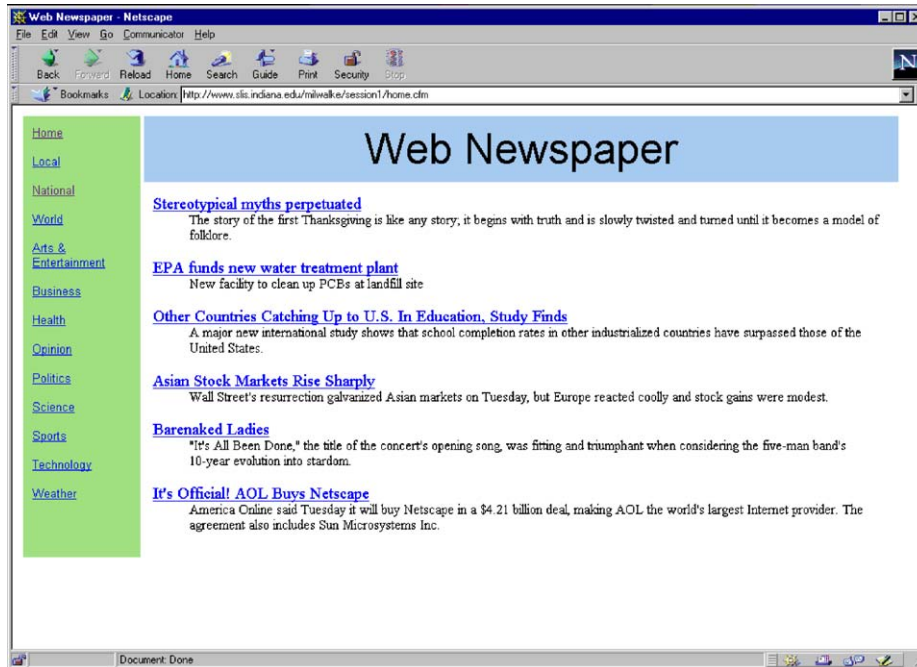 Web Newspaper - Netscape
File Edit View Go Communicator Help
Back Forward Reload Home Search Guide Print Security Stop
N
Bookmarks Location: http://www.slis.indiana.edu/milwalke/session1/home.cfm
Home
Local
National
World
Arts &
Entertainment
Business
Health
Opinion
Politics
Science
Sports
Technology
Weather
Web Newspaper
Stereotypical myths perpetuated
The story of the first Thanksgiving is like any story; it begins with truth and is slowly twisted and turned until it becomes a model of
folklore.
EPA funds new water treatment plant
New facility to clean up PCBs at landfill site
Other Countries Catching Up to U.S. In Education, Study Finds
A major new international study shows that school completion rates in other industrialized countries have surpassed those of the
United States.
Asian Stock Markets Rise Sharply
Wall Street's resurrection galvanized Asian markets on Tuesday, but Europe reacted coolly and stock gains were modest.
Barenaked Ladies
"It's All Been Done," the title of the concert's opening song, was fitting and triumphant when considering the five-man band's
10-year evolution into stardom.
It's Official! AOL Buys Netscape
America Online said Tuesday it will buy Netscape in a $4.21 billion deal, making AOL the world's largest Internet provider. The
agreement also includes Sun Microsystems Inc.
Document: Done